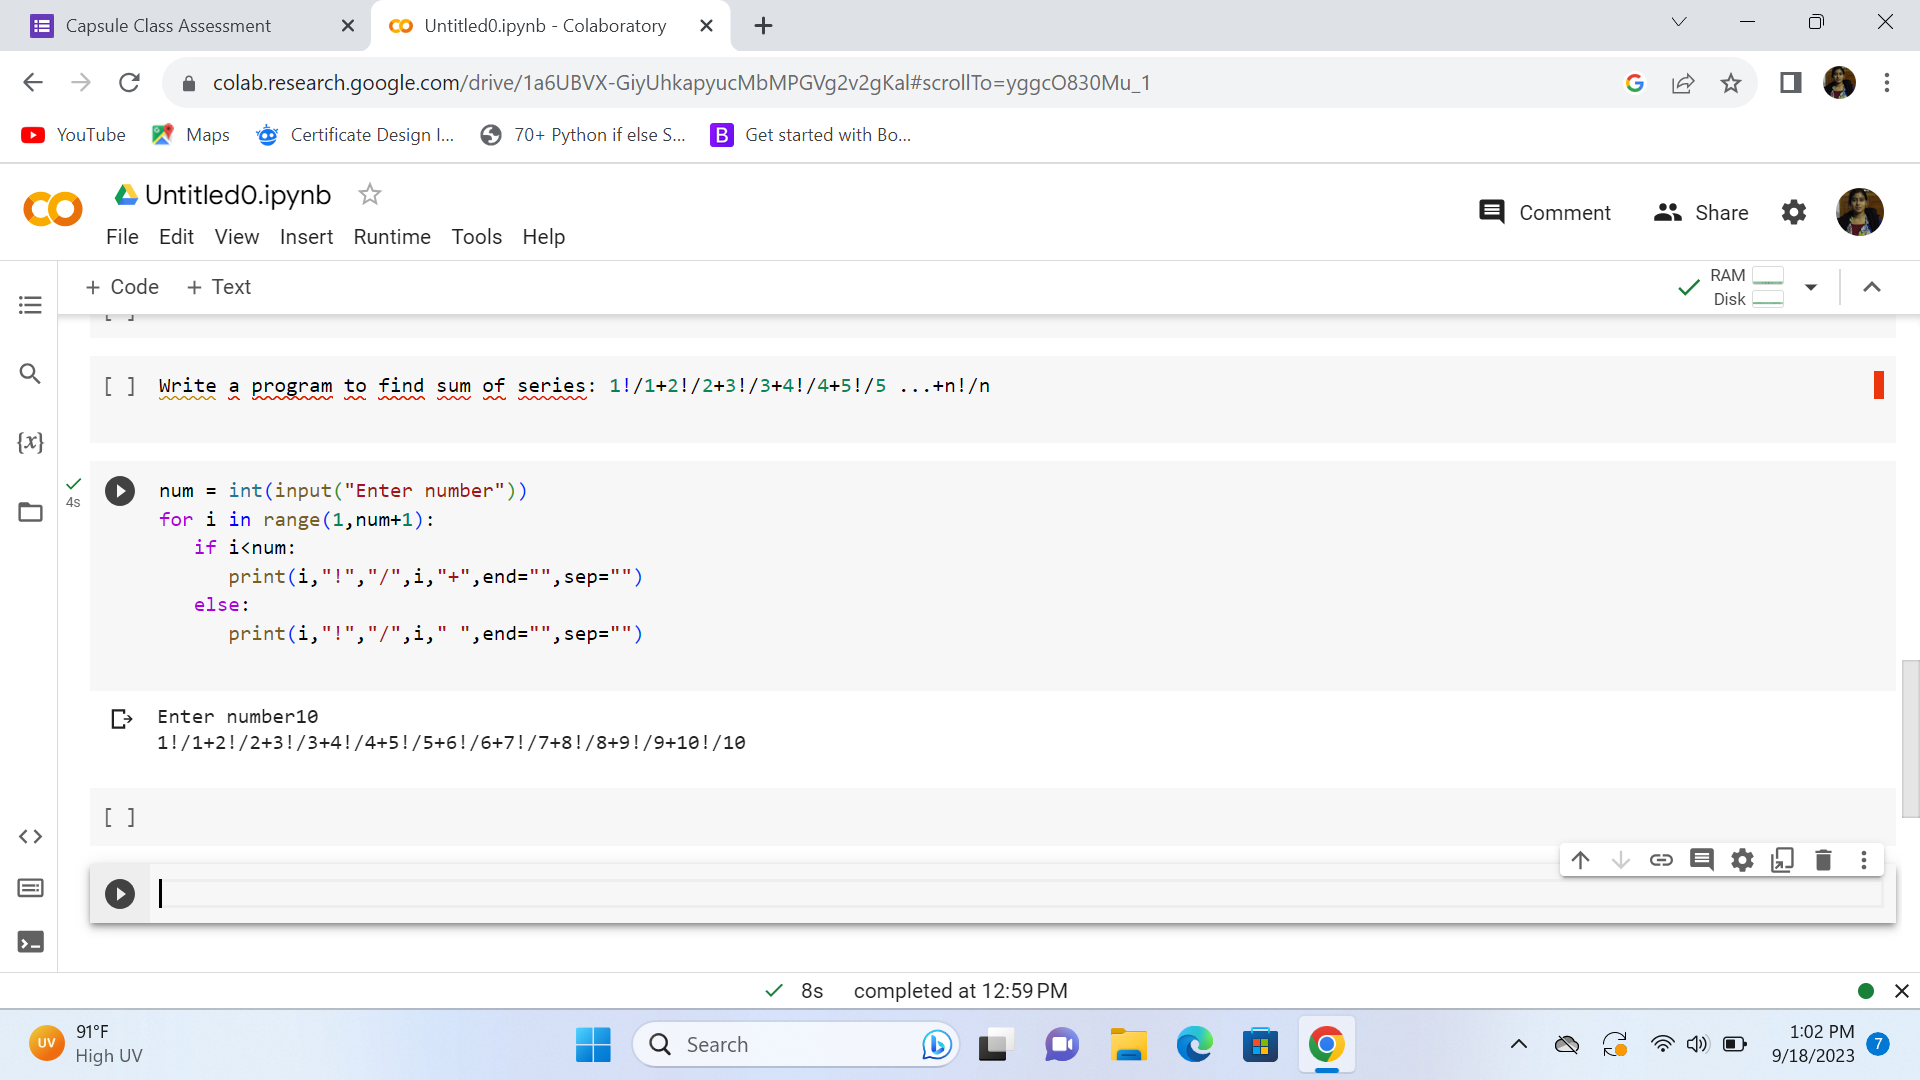 Capsule Class Assessment
Untitled0.ipynb - Colaboratory
colab.research.google.com/drive/1a6UBVX-GiyUhkapyucMbMPGVg2v2gKal#scrollTo=yggcO830Mu_1
YouTube
Maps
Certificate Design I...
70+ Python if else S...
B
Get started with Bo...
Untitled0.ipynb
Comment
Share
File Edit View Insert Runtime Tools Help
+ Code + Text
RAM
Disk
[ ]
[ ] Write a program to find sum of series: 1!/1+2!/2+3!/3+4!/4+5!/5 ...+n!/n
{x}
4s
num = int(input("Enter number"))
for i in range(1,num+1):
if i<num:
print(i,"!","/",i,"+",end="",sep="")
else:
print(i,"!","/",i," ",end="",sep="")
Enter number10
1!/1+2!/2+3!/3+4!/4+5!/5+6!/6+7!/7+8!/8+9!/9+10!/10
[ ]
8s completed at 12:59 PM
UV
91°F
High UV
Search
1:02 PM
9/18/2023
7